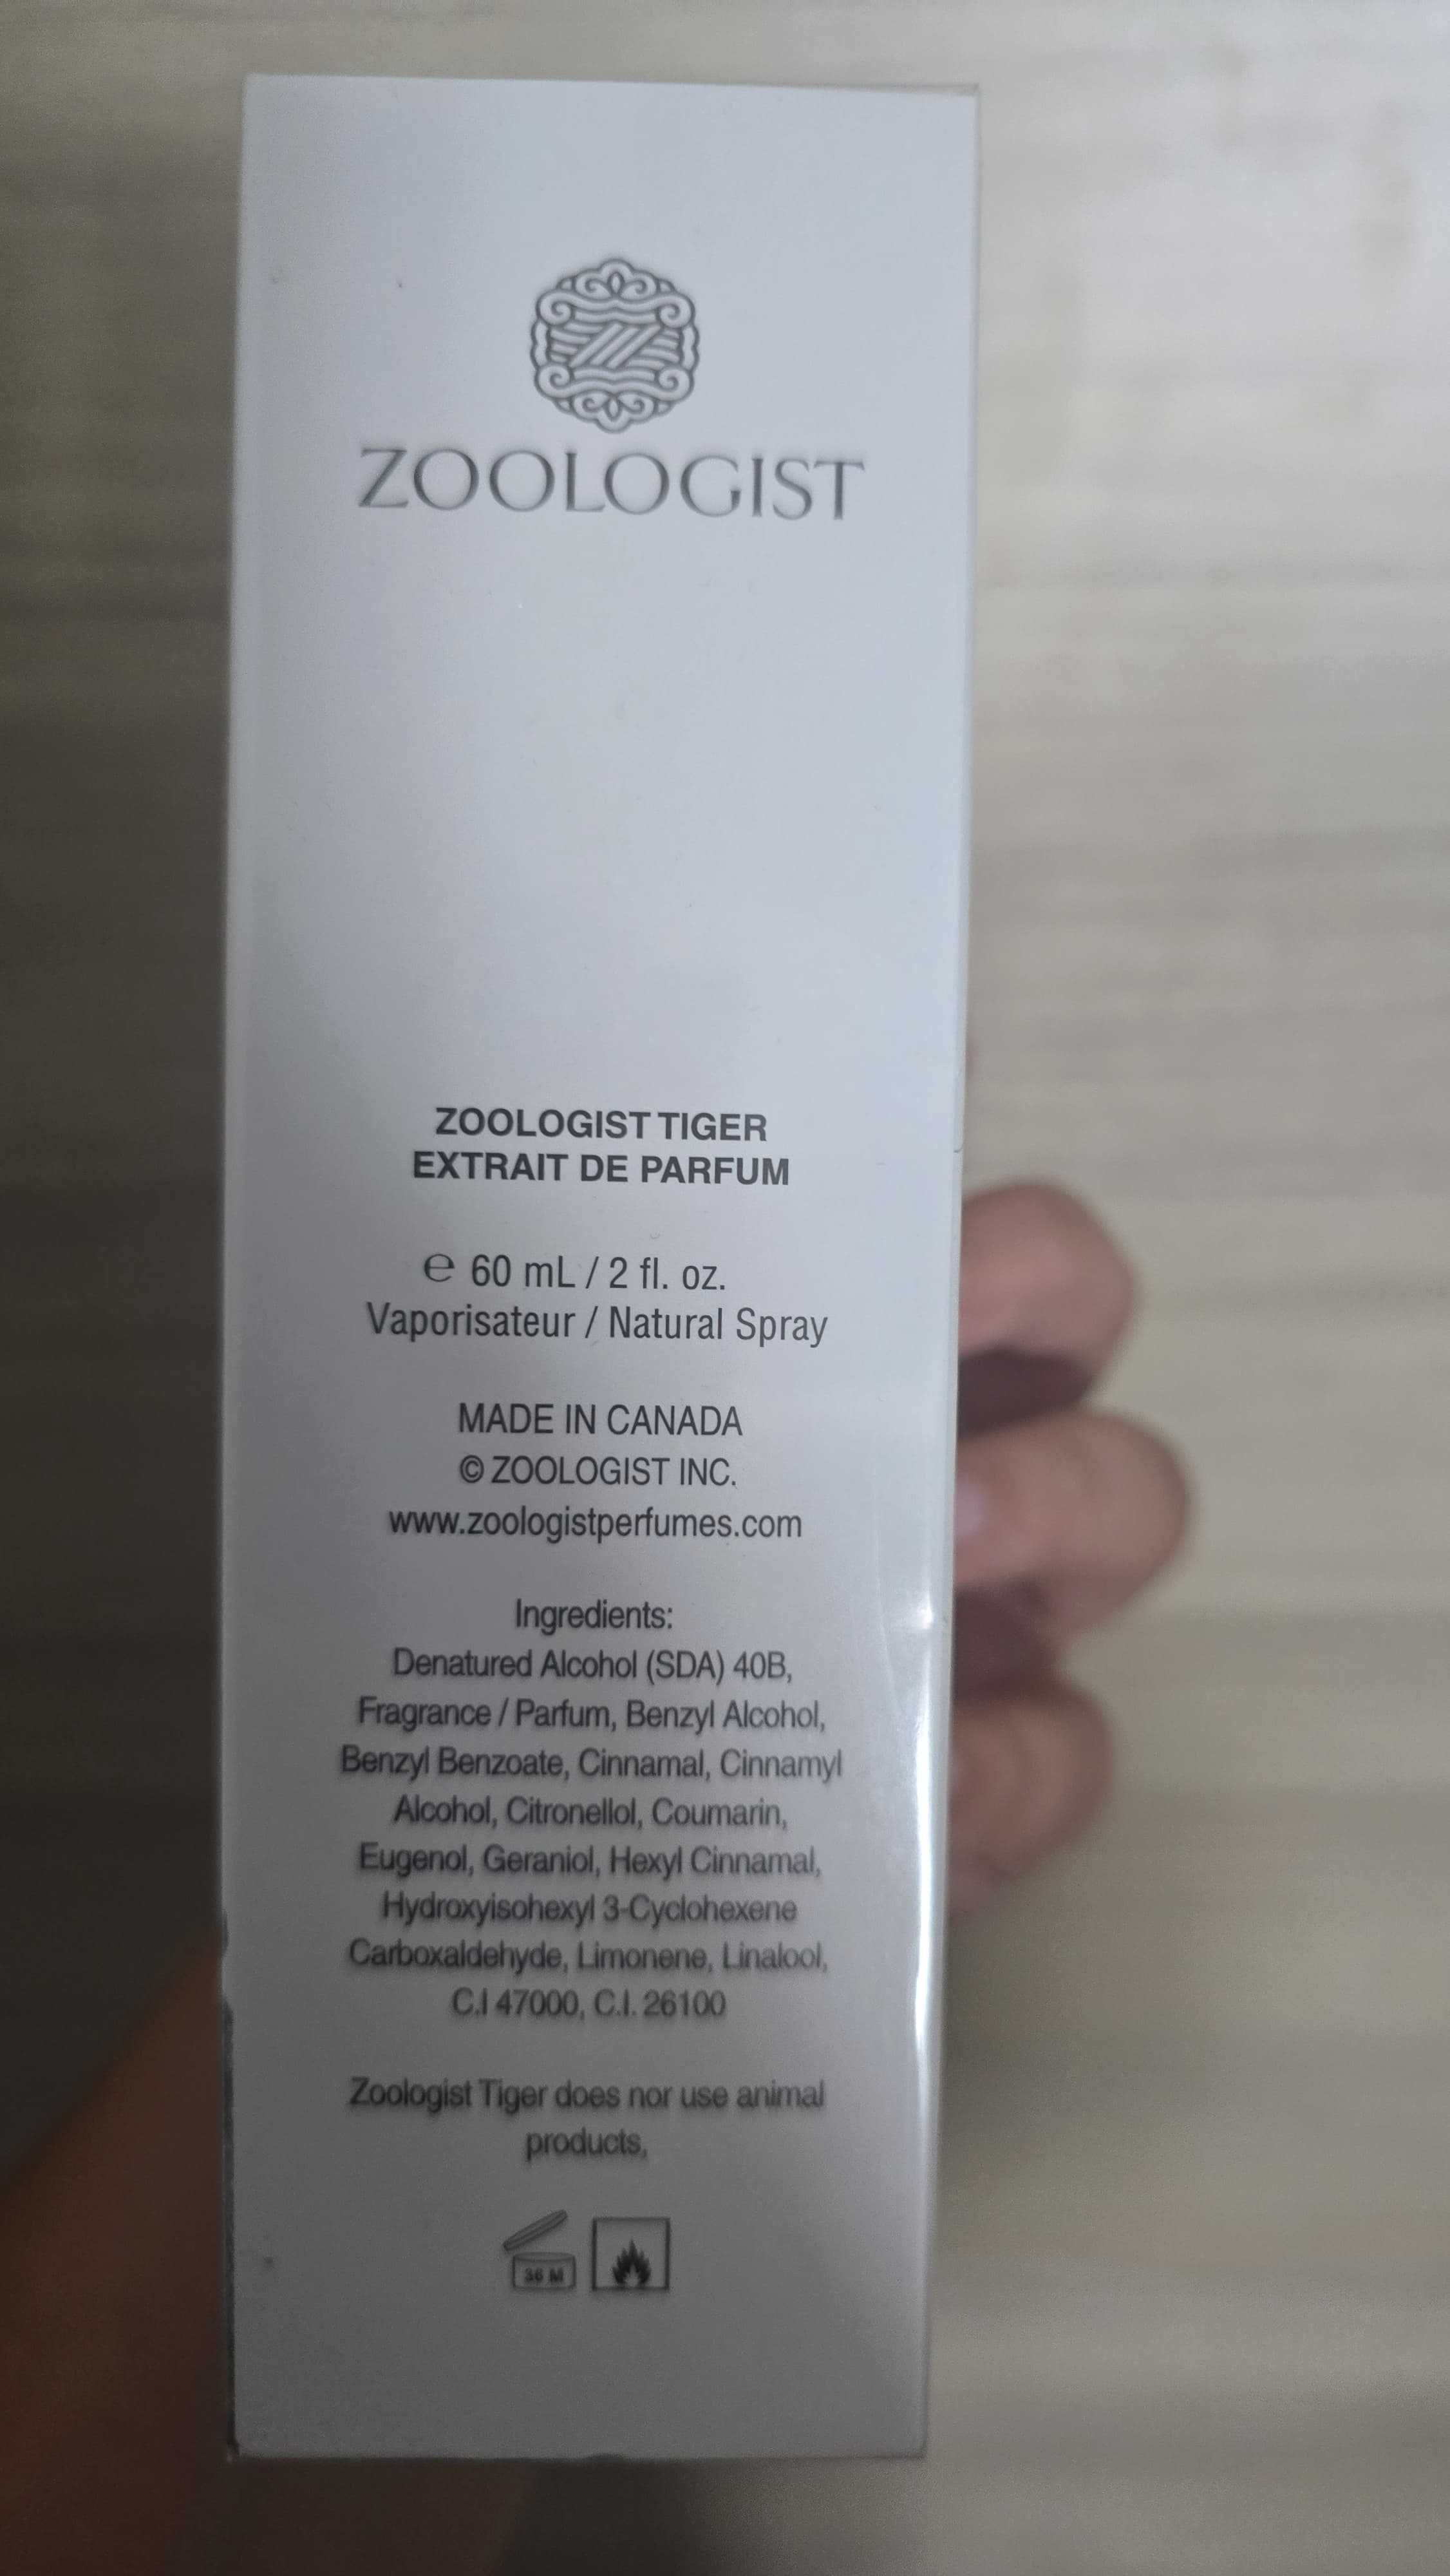 ZOOLOGIST
ZOOLOGIST TIGER
EXTRAIT DE PARFUM
℮ 60 mL / 2 fl. oz.
Vaporisateur / Natural Spray
MADE IN CANADA
© ZOOLOGIST INC.
www.zoologistperfumes.com
Ingredients:
Denatured Alcohol (SDA) 40B,
Fragrance / Parfum, Benzyl Alcohol,
Benzyl Benzoate, Cinnamal, Cinnamyl
Alcohol, Citronellol, Coumarin,
Eugenol, Geraniol, Hexyl Cinnamal,
Hydroxyisohexyl 3-Cyclohexene
Carboxaldehyde, Limonene, Linalool,
C.I 47000, C.I. 26100
Zoologist Tiger does nor use animal
products.
36 M